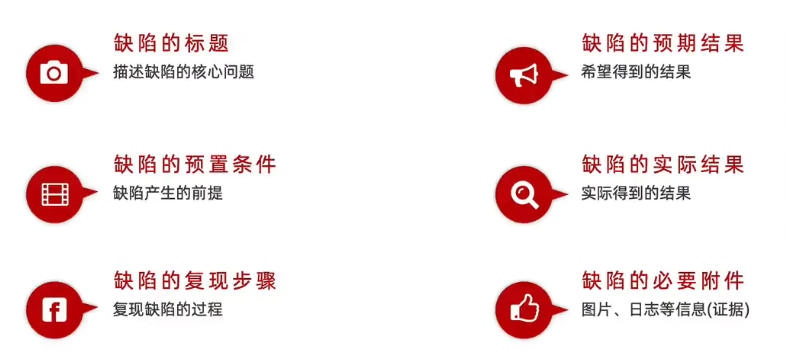 缺陷的标题
描述缺陷的核心问题
缺陷的预置条件
缺陷产生的前提
缺陷的复现步骤
复现缺陷的过程
缺陷的预期结果
希望得到的结果
缺陷的实际结果
实际得到的结果
缺陷的必要附件
图片、日志等信息(证据)